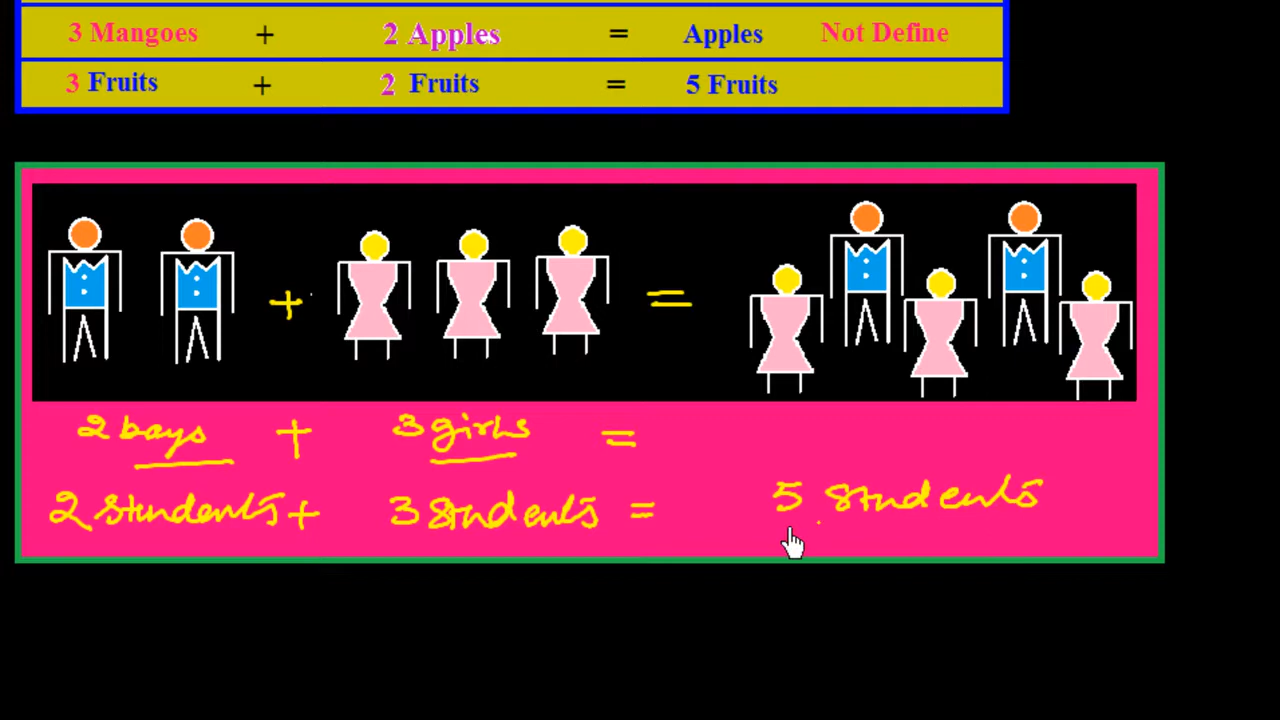 3 Mangoes + 2 Apples = Apples Not Define
3 Fruits + 2 Fruits = 5 Fruits
+ =
2 boys + 3 girls =
2 students + 3 students = 5 students